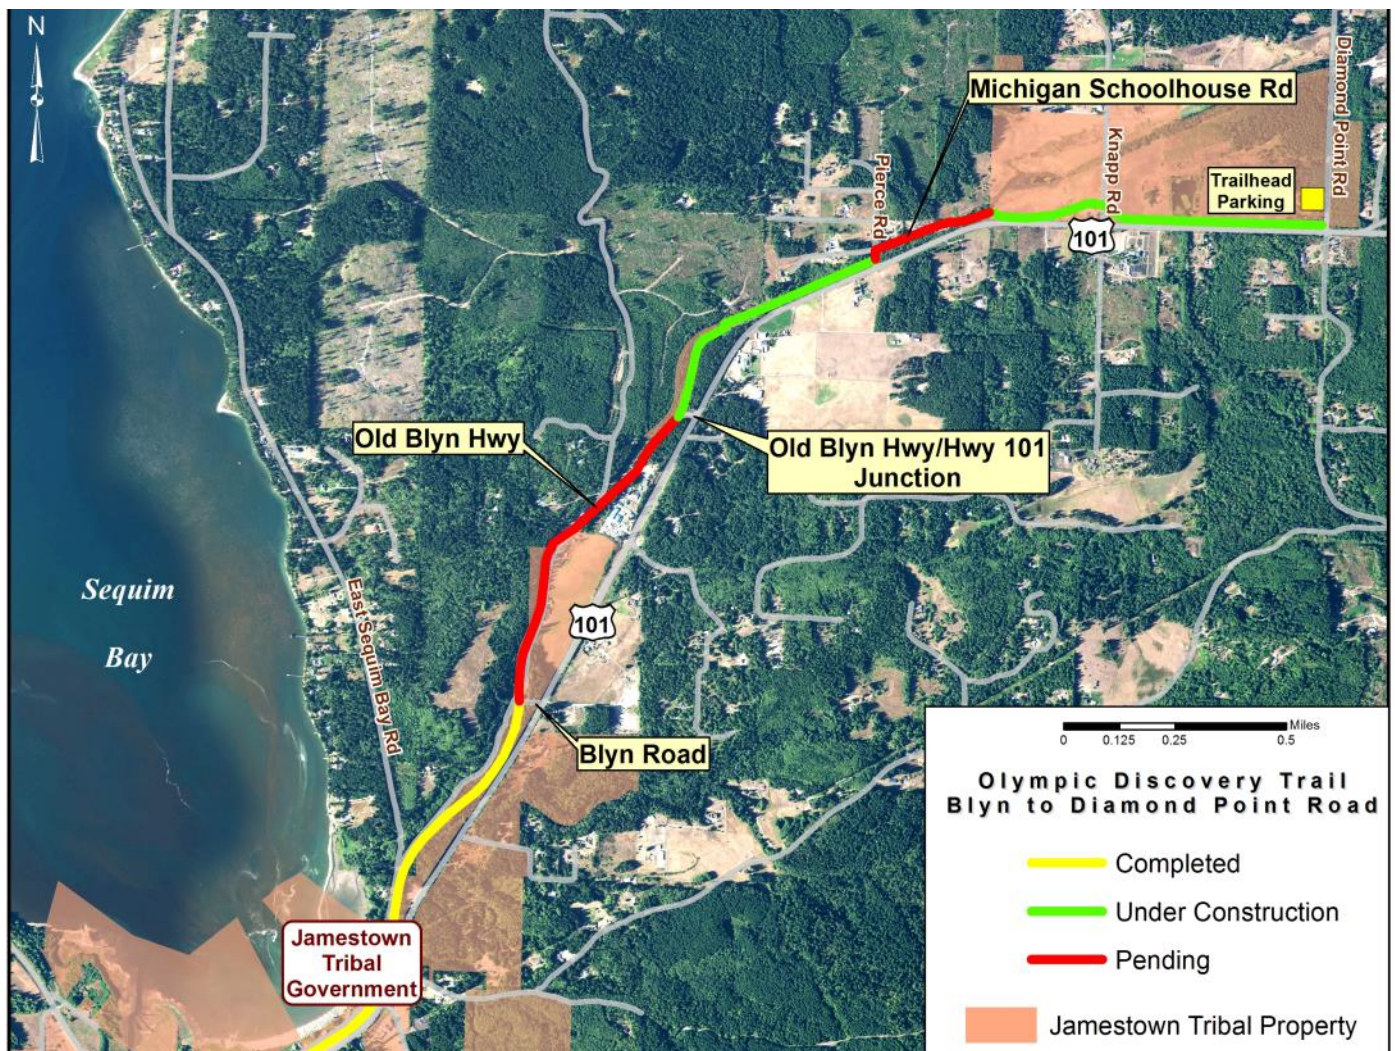 N
Michigan Schoolhouse Rd
Diamond Point Rd
Knapp Rd
Pierce Rd
Trailhead
Parking
101
Old Blyn Hwy
Old Blyn Hwy/Hwy 101
Junction
Sequim
Bay
East Sequim Bay Rd
101
Blyn Road
Jamestown
Tribal
Government
Miles
0 0.125 0.25 0.5
Olympic Discovery Trail
Blyn to Diamond Point Road
Completed
Under Construction
Pending
Jamestown Tribal Property